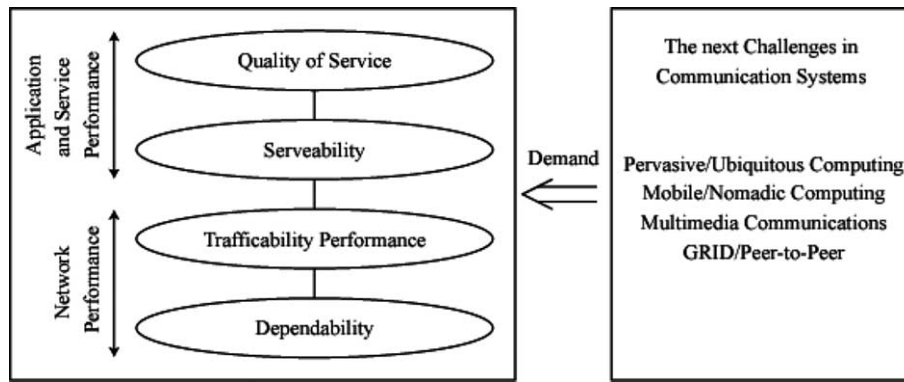 Application
and Service
Performance
Quality of Service
Serveability
Network
Performance
Trafficability Performance
Dependability
Demand
The next Challenges in
Communication Systems
Pervasive/Ubiquitous Computing
Mobile/Nomadic Computing
Multimedia Communications
GRID/Peer-to-Peer